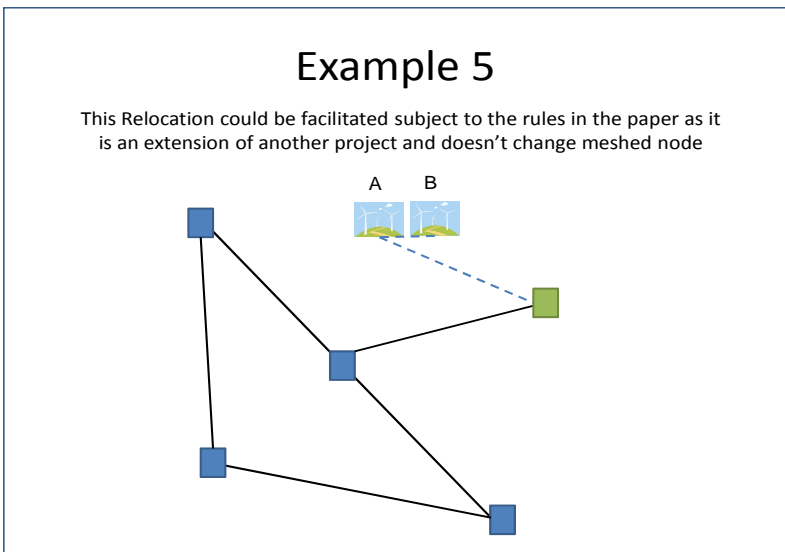 Example 5
This Relocation could be facilitated subject to the rules in the paper as it
is an extension of another project and doesn't change meshed node
A B